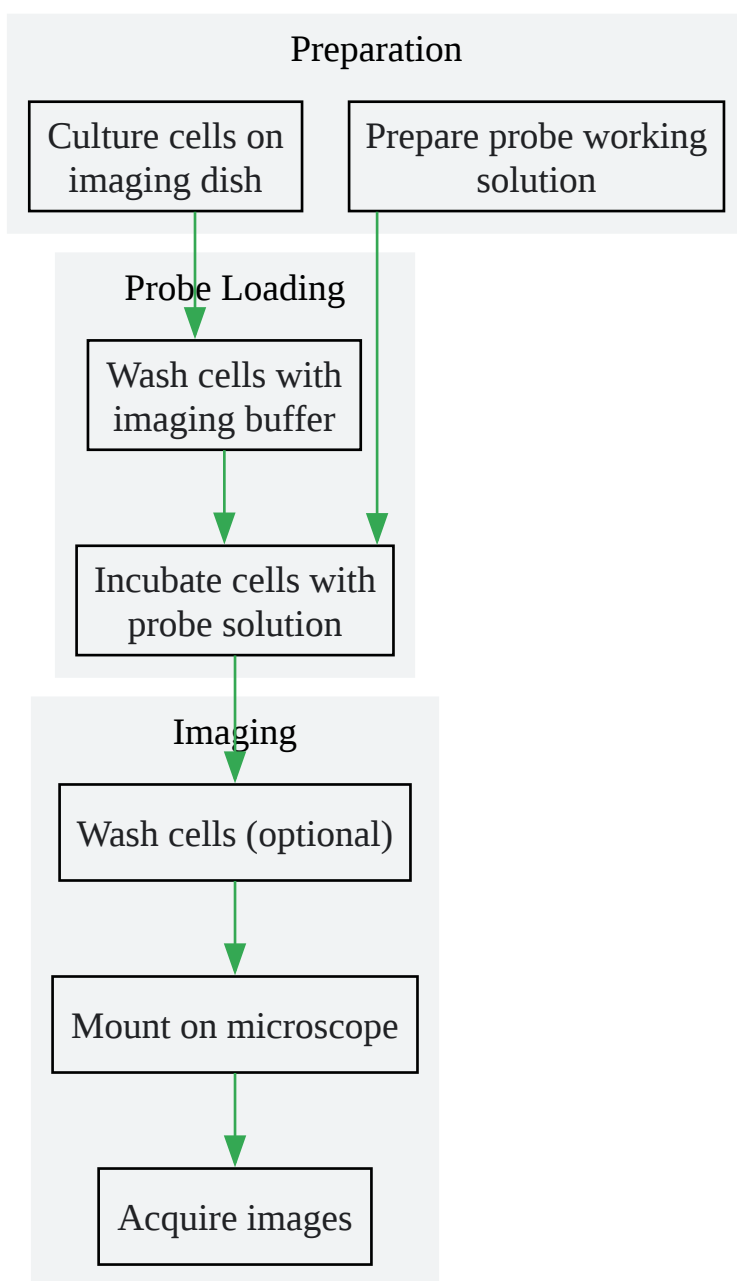 Preparation
Culture cells on
imaging dish
Prepare probe working
solution
Probe Loading
Wash cells with
imaging buffer
Incubate cells with
probe solution
Imaging
Wash cells (optional)
Mount on microscope
Acquire images